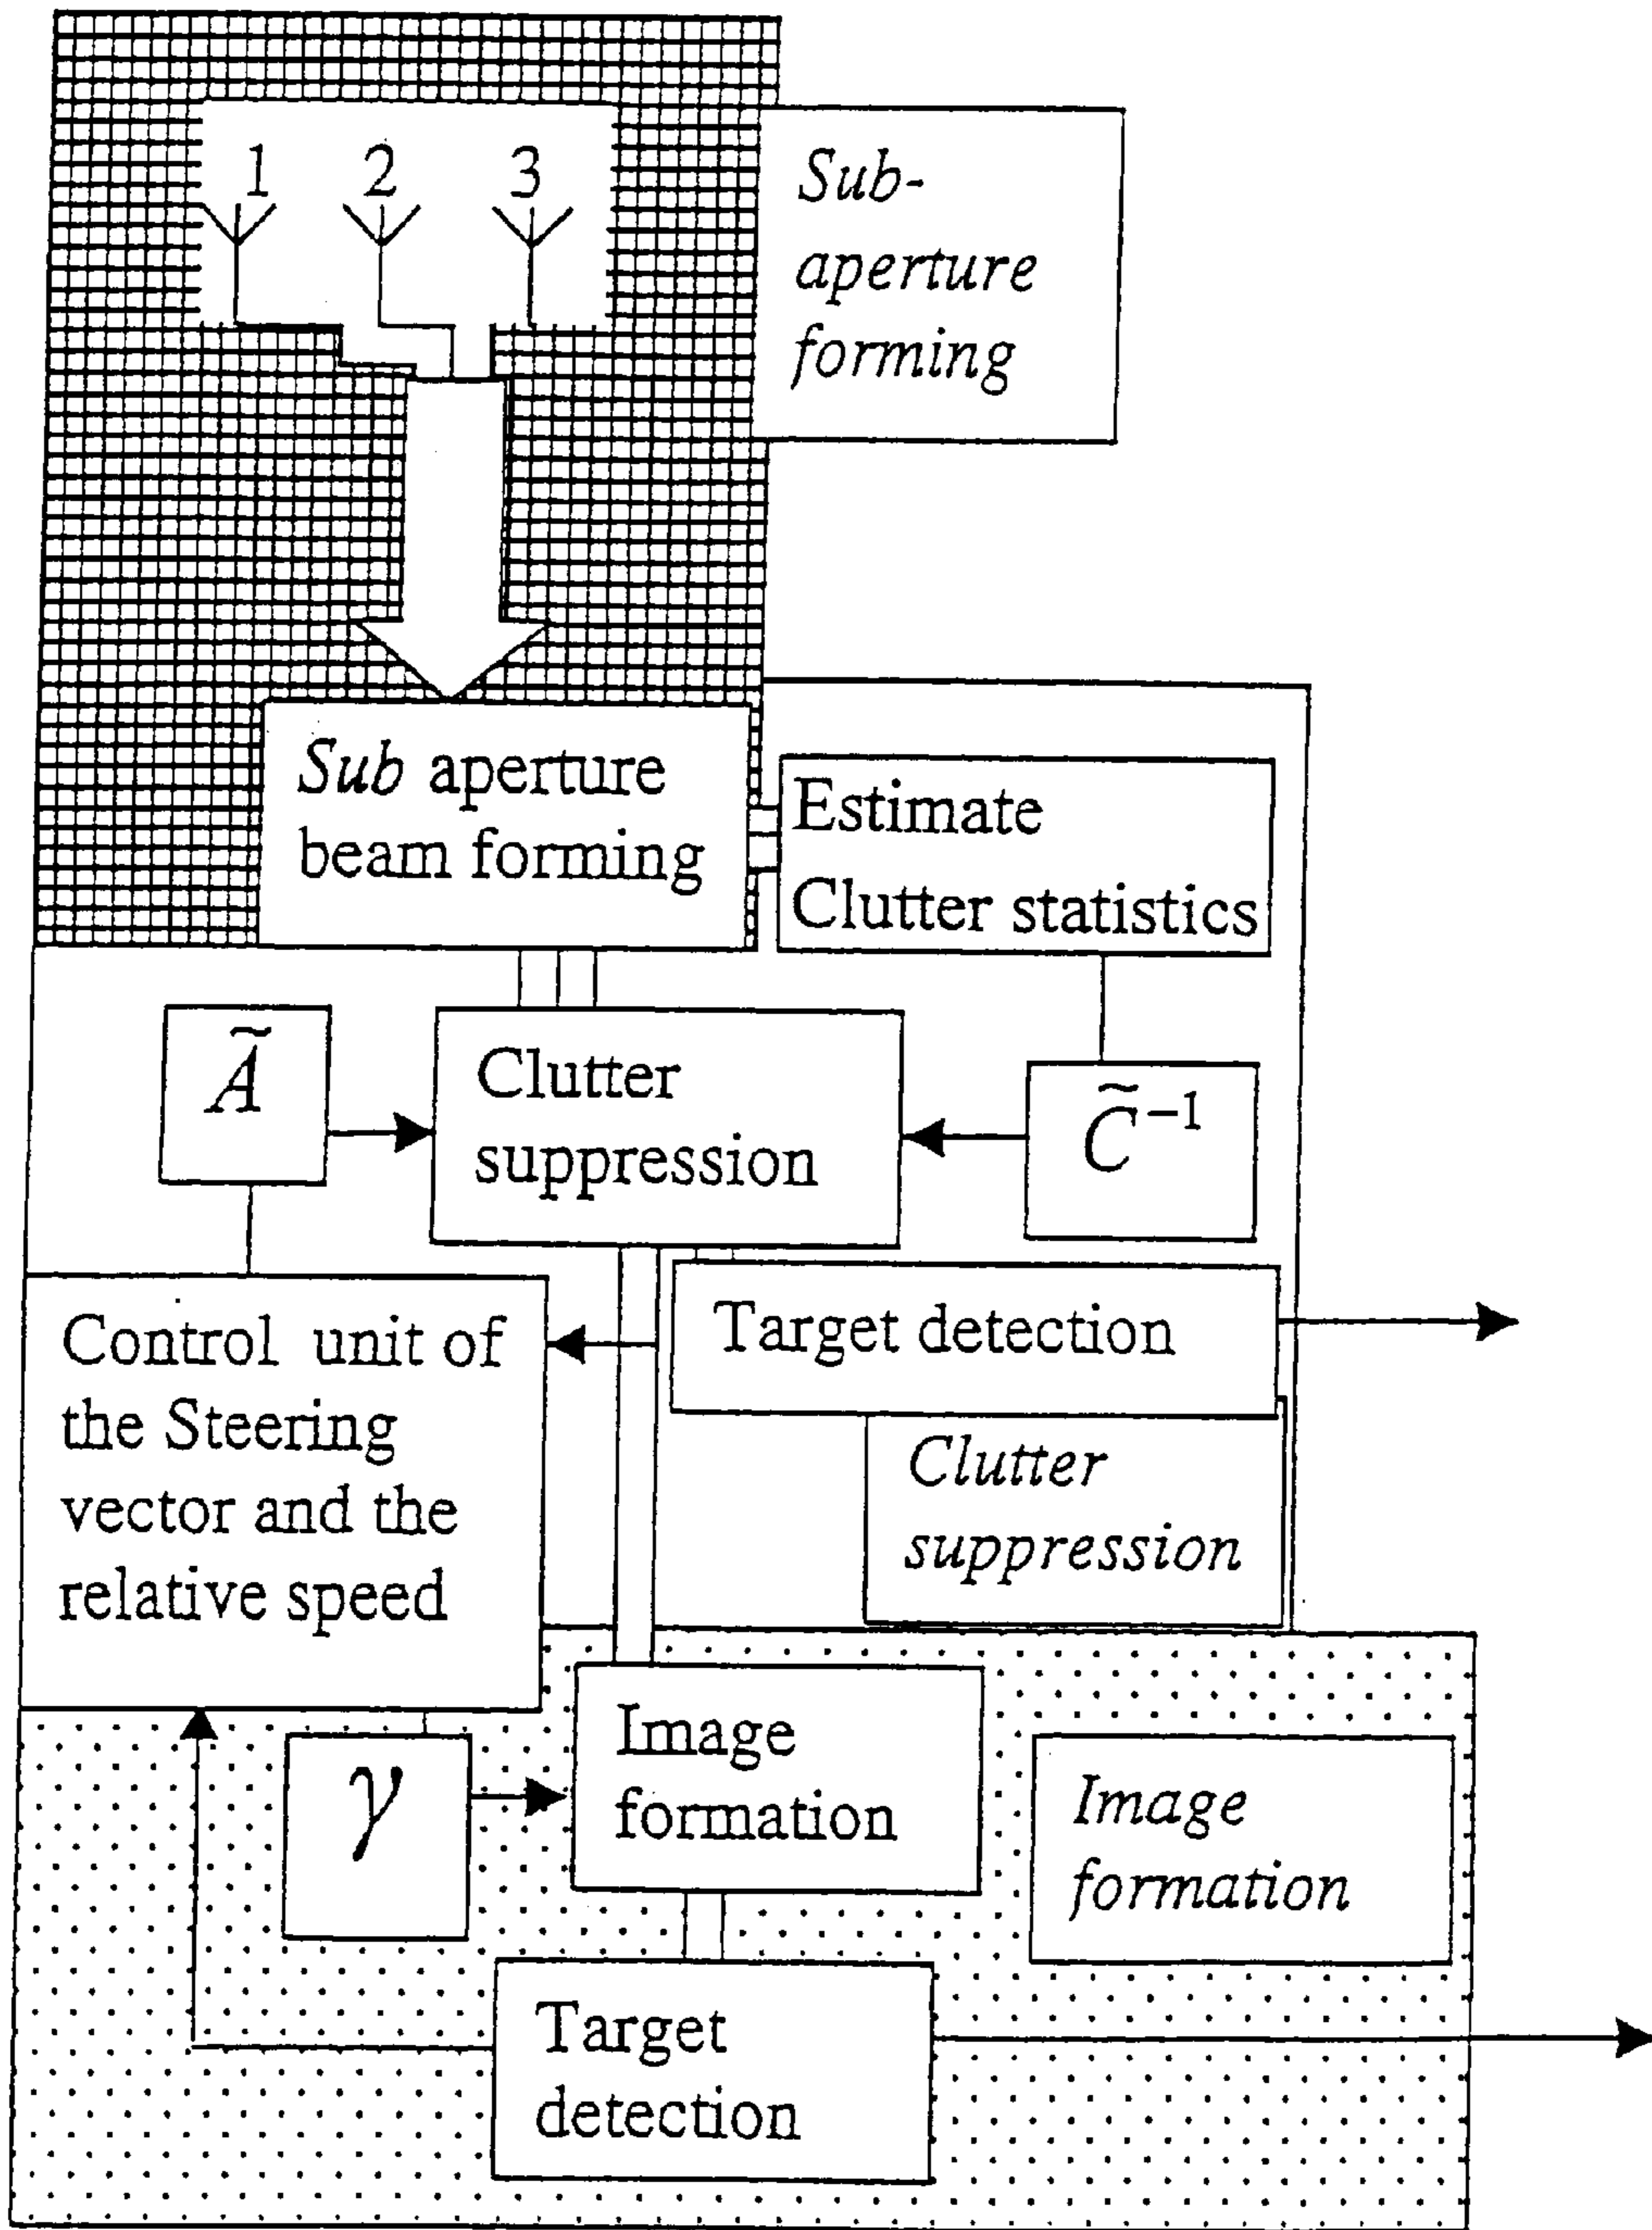 1 2 3
Sub-
aperture
forming
Sub aperture
beam forming
Estimate
Clutter statistics
Ã
Clutter
suppression
C̃⁻¹
Target detection
Control unit of
the Steering
vector and the
relative speed
Clutter
suppression
γ
Image
formation
Image
formation
Target
detection